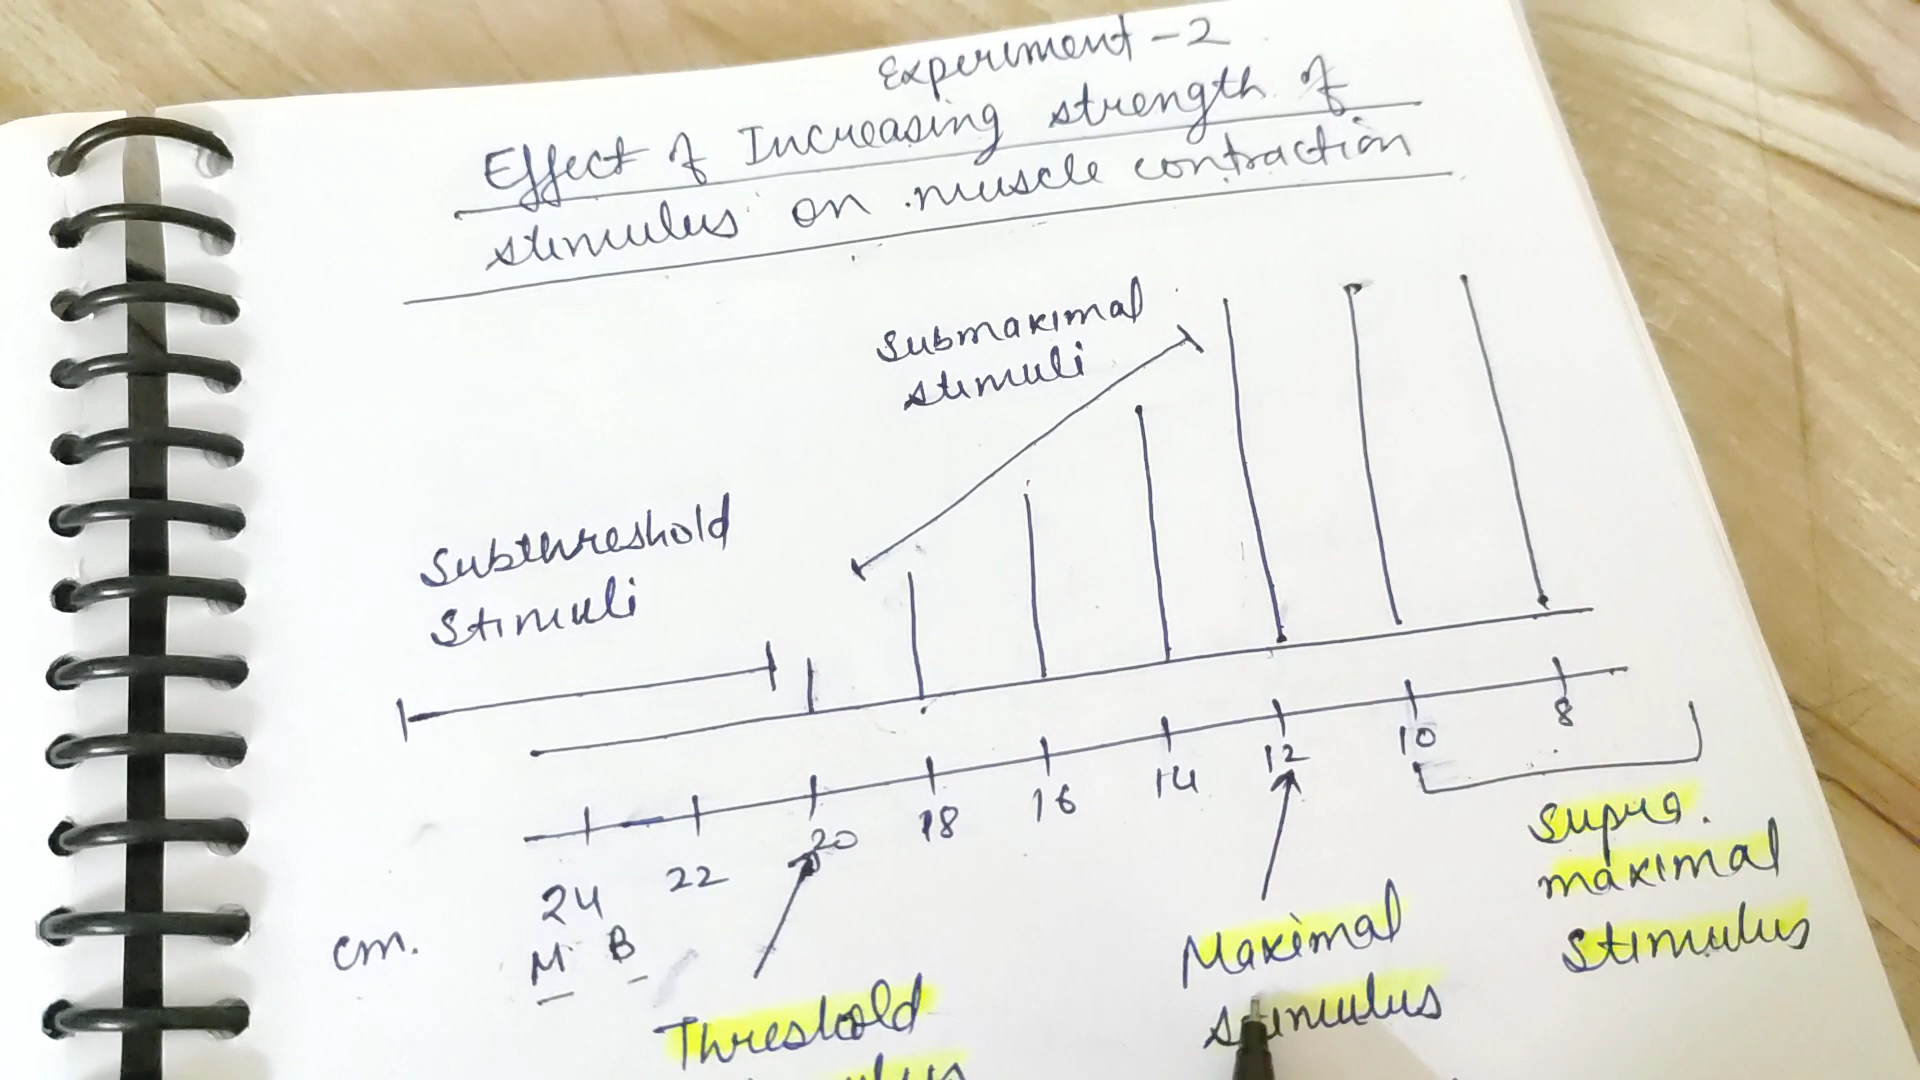 Experiment - 2
Effect of Increasing strength of
stimulus on muscle contraction
Submaximal
stimuli
Subthreshold
Stimuli
24 22 20 18 16 14 12 10 8
cm. M B
Threshold
Maximal
stimulus
Supra.
maximal
Stimulus